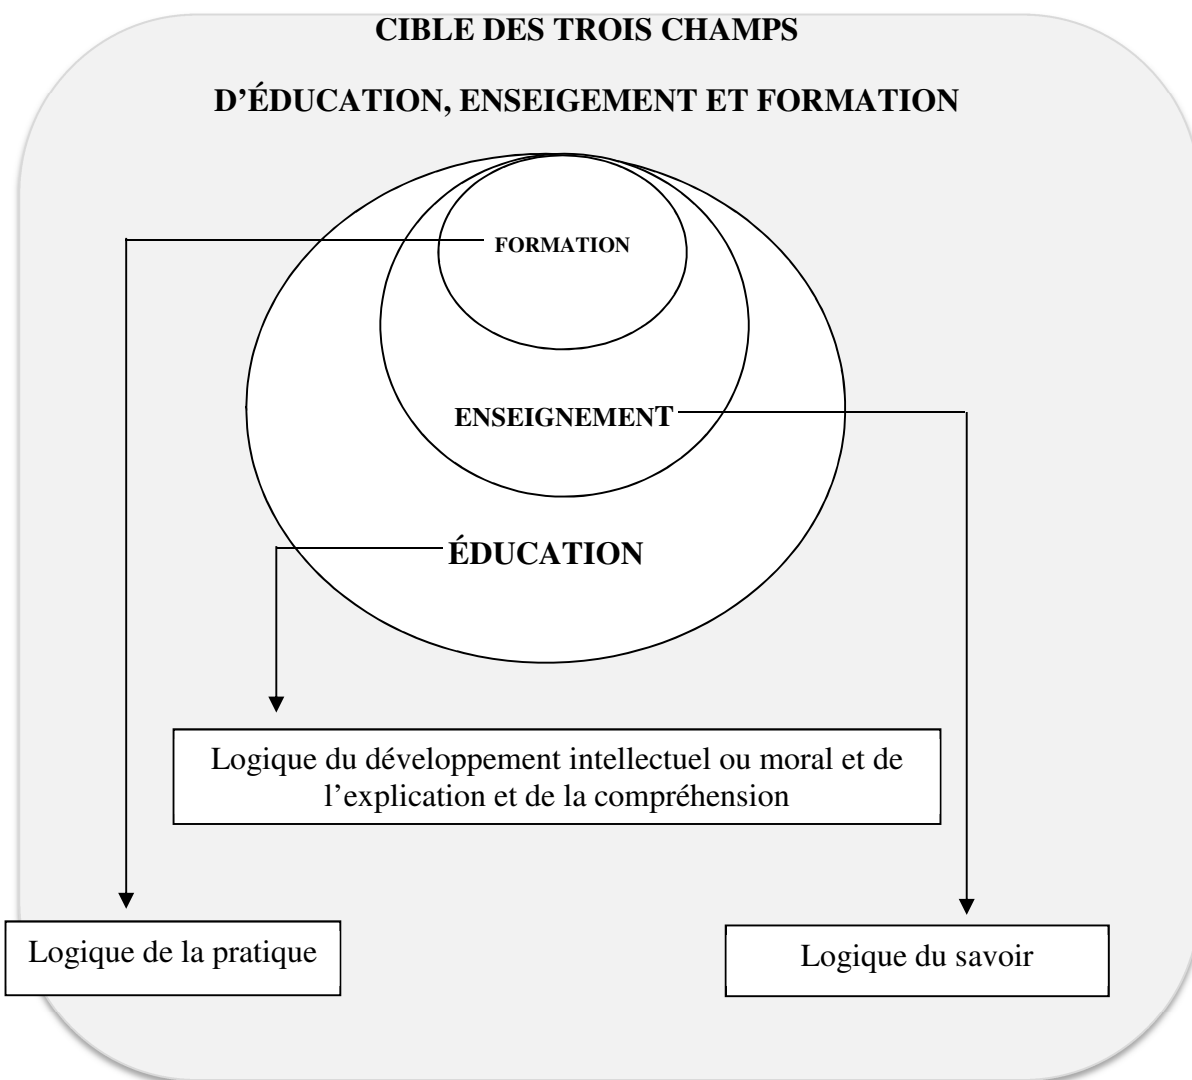 CIBLE DES TROIS CHAMPS
D’ÉDUCATION, ENSEIGEMENT ET FORMATION
FORMATION
ENSEIGNEMENT
ÉDUCATION
Logique du développement intellectuel ou moral et de
l’explication et de la compréhension
Logique de la pratique
Logique du savoir